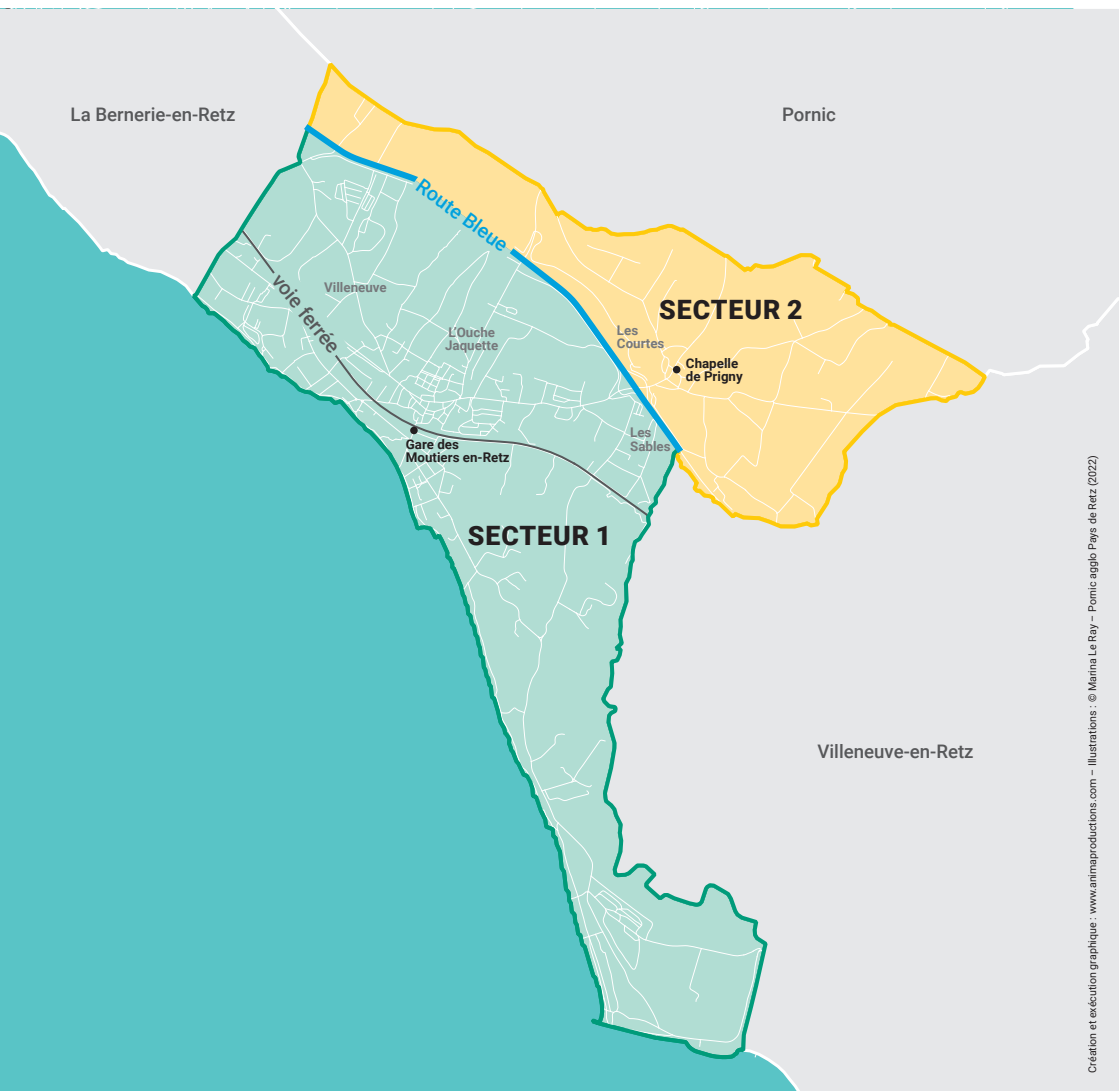 La Bernerie-en-Retz
Pornic
Route Bleue
voie ferrée
Villeneuve
L'Ouche
Jaquette
SECTEUR 2
Les
Courtes
Chapelle
de Prigny
Les
Sables
Gare des
Moutiers en-Retz
SECTEUR 1
Villeneuve-en-Retz
Création et exécution graphique : www.animaproductions.com – Illustrations : © Marina Le Ray – Pornic agglo Pays de Retz (2022)